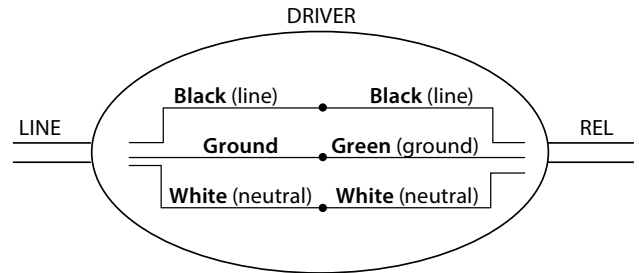 DRIVER
Black (line) Black (line)
LINE REL
Ground Green (ground)
White (neutral) White (neutral)